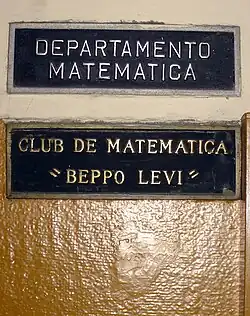 DEPARTAMENTO
MATEMATICA
CLUB DE MATEMATICA
"BEPPO LEVI"